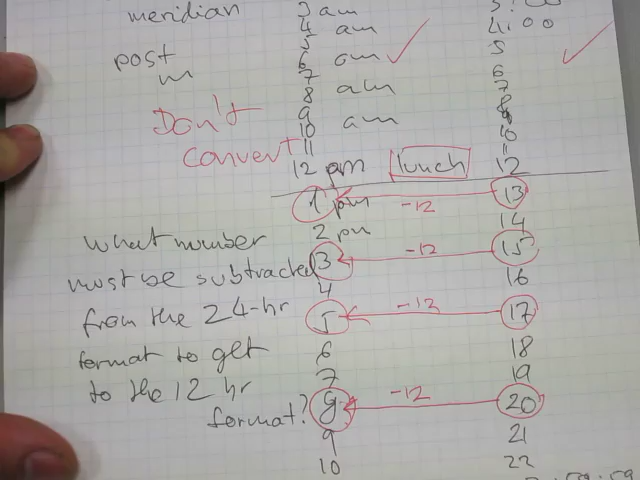 meridian
post
m
Don't
convert
what number
must be subtracted
from the 24-hr
format to get
to the 12 hr
format?
3 am
4 am
5
6 am
7
8 am
9
10 am
11
12 pm lunch
1 pm
2 pm
3
4
5
6
7
8
9
10
-12
-12
-12
-12
4:00
5
6
7
8
9
10
11
12
13
14
15
16
17
18
19
20
21
22